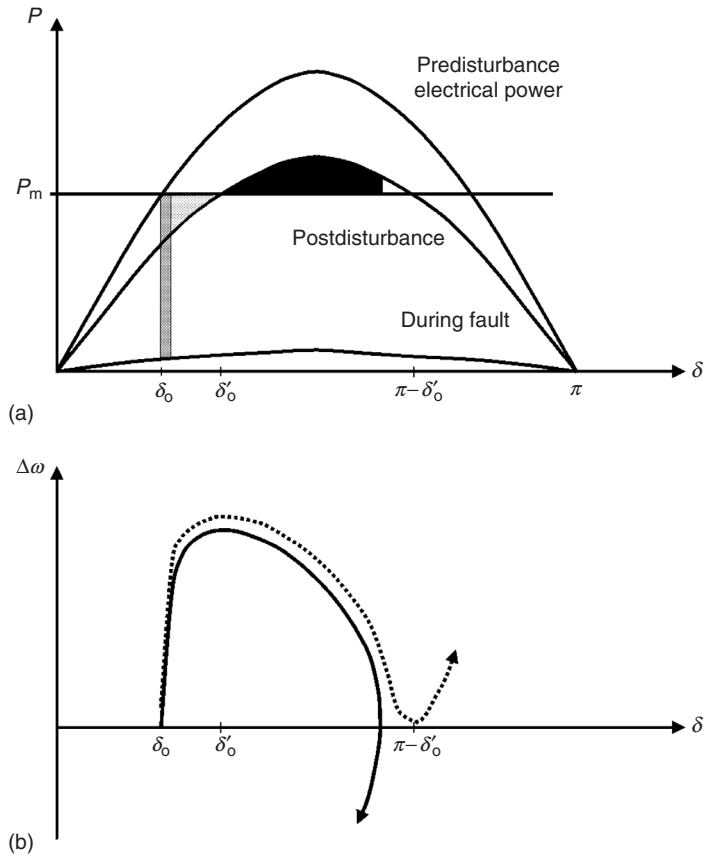 P
Predisturbance
electrical power
Pm
Postdisturbance
During fault
δo δ′o π − δ′o π δ
(a)
Δω
δo δ′o π − δ′o δ
(b)